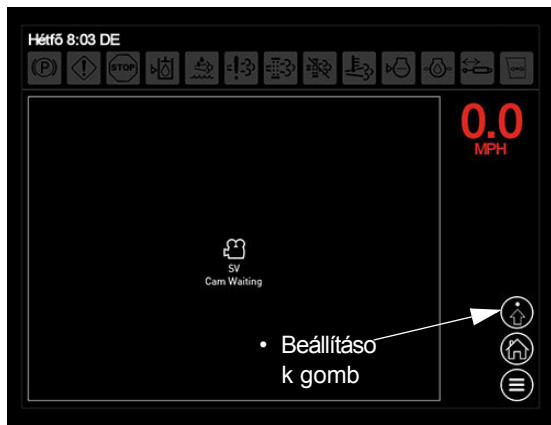 Hétfő 8:03 DE
(P)
STOP
0.0
MPH
SV
Cam Waiting
• Beállításo
k gomb